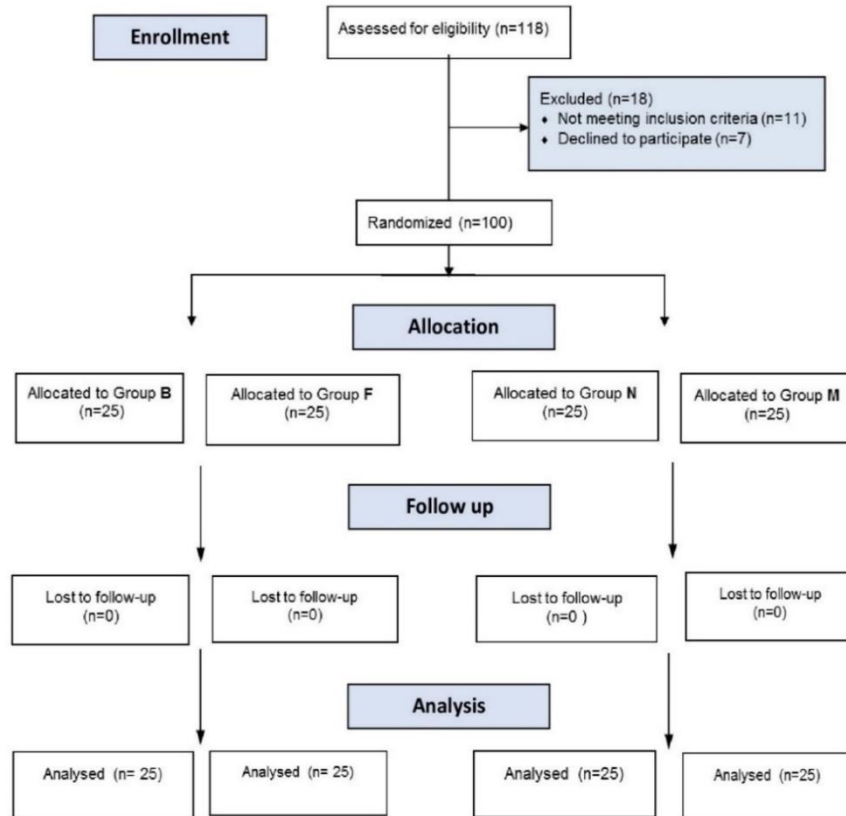 Enrollment
Assessed for eligibility (n=118)
Excluded (n=18)
♦ Not meeting inclusion criteria (n=11)
♦ Declined to participate (n=7)
Randomized (n=100)
Allocation
Allocated to Group B
(n=25)
Allocated to Group F
(n=25)
Allocated to Group N
(n=25)
Allocated to Group M
(n=25)
Follow up
Lost to follow-up
(n=0)
Lost to follow-up
(n=0)
Lost to follow-up
(n=0 )
Lost to follow-up
(n=0)
Analysis
Analysed (n= 25)
Analysed (n= 25)
Analysed (n=25)
Analysed (n=25)